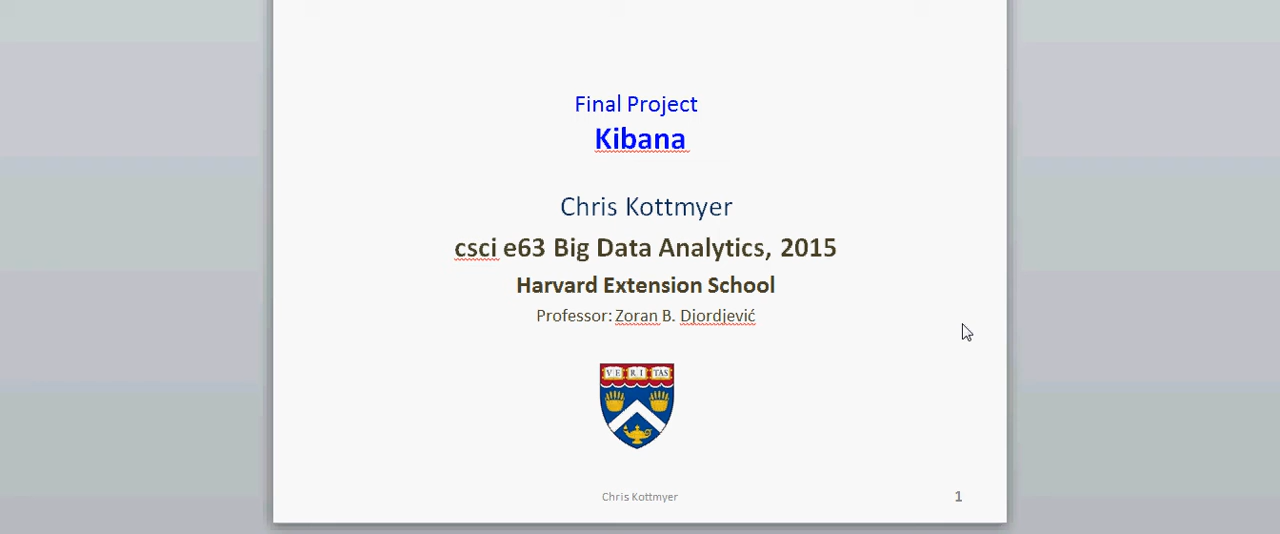 Final Project
Kibana
Chris Kottmyer
csci e63 Big Data Analytics, 2015
Harvard Extension School
Professor: Zoran B. Djordjević
VE RI TAS
Chris Kottmyer
1